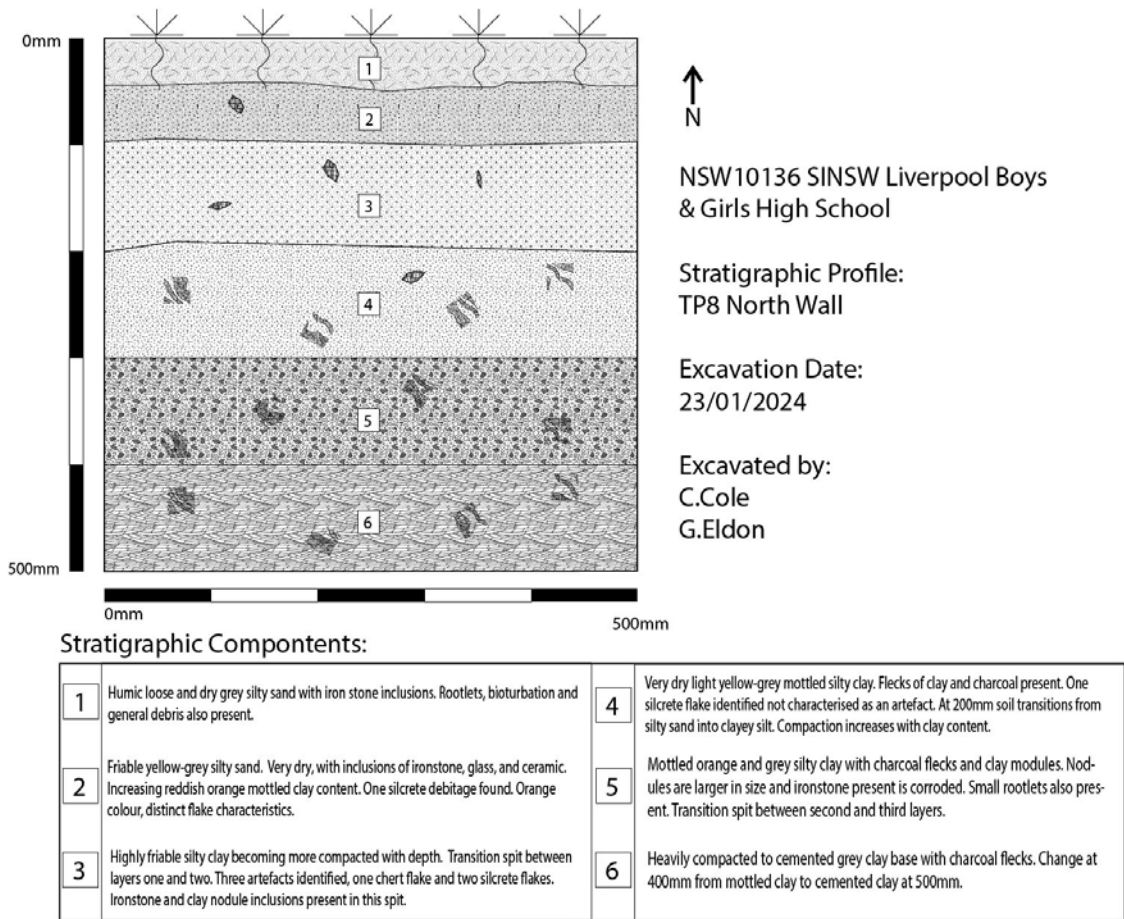 0mm
1
2
3
4
5
6
500mm
0mm
500mm
N
NSW10136 SINSW Liverpool Boys
& Girls High School
Stratigraphic Profile:
TP8 North Wall
Excavation Date:
23/01/2024
Excavated by:
C.Cole
G.Eldon
Stratigraphic Compontents:
1
Humic loose and dry grey silty sand with iron stone inclusions. Rootlets, bioturbation and
general debris also present.
2
Friable yellow-grey silty sand. Very dry, with inclusions of ironstone, glass, and ceramic.
Increasing reddish orange mottled clay content. One silcrete debitage found. Orange
colour, distinct flake characteristics.
3
Highly friable silty clay becoming more compacted with depth. Transition spit between
layers one and two. Three artefacts identified, one chert flake and two silcrete flakes.
Ironstone and clay nodule inclusions present in this spit.
4
Very dry light yellow-grey mottled silty clay. Flecks of clay and charcoal present. One
silcrete flake identified not characterised as an artefact. At 200mm soil transitions from
silty sand into clayey silt. Compaction increases with clay content.
5
Mottled orange and grey silty clay with charcoal flecks and clay modules. Nod-
ules are larger in size and ironstone present is corroded. Small rootlets also pres-
ent. Transition spit between second and third layers.
6
Heavily compacted to cemented grey clay base with charcoal flecks. Change at
400mm from mottled clay to cemented clay at 500mm.